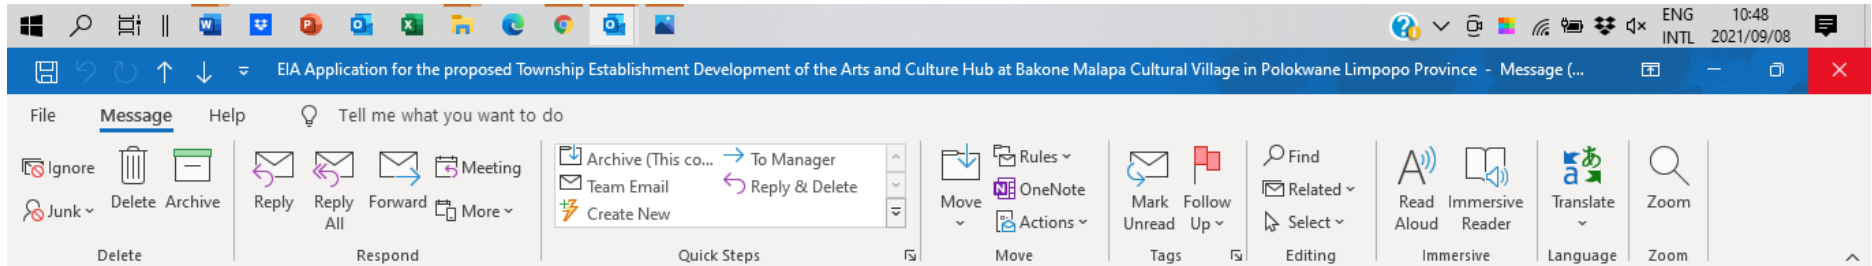 ENG 10:48
INTL 2021/09/08
EIA Application for the proposed Township Establishment Development of the Arts and Culture Hub at Bakone Malapa Cultural Village in Polokwane Limpopo Province - Message (...
File Message Help Tell me what you want to do
Ignore
Junk
Delete
Archive
Delete
Reply
Reply
All
Forward
Meeting
More
Respond
Archive (This co...
To Manager
Team Email
Reply & Delete
Create New
Quick Steps
Move
Rules
OneNote
Actions
Move
Mark
Unread
Follow
Up
Tags
Find
Related
Select
Editing
Read
Aloud
Immersive
Reader
Immersive
Translate
Language
Zoom
Zoom